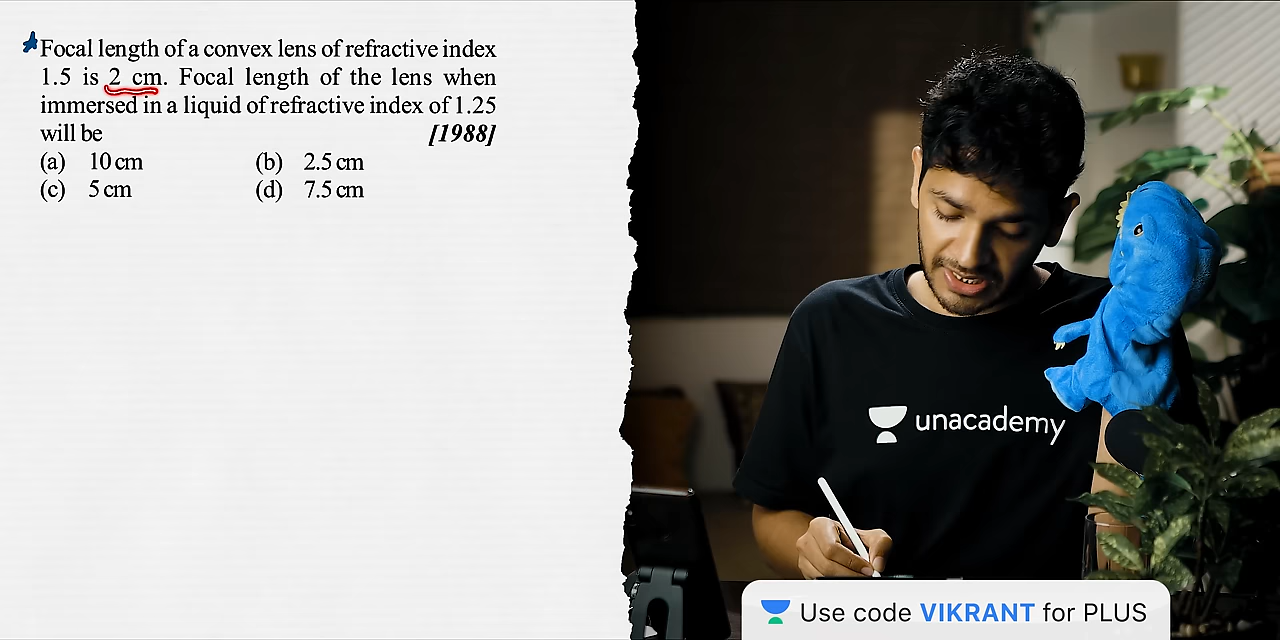 Focal length of a convex lens of refractive index
1.5 is 2 cm. Focal length of the lens when
immersed in a liquid of refractive index of 1.25
will be [1988]
(a) 10 cm (b) 2.5 cm
(c) 5 cm (d) 7.5 cm
unacademy
Use code VIKRANT for PLUS